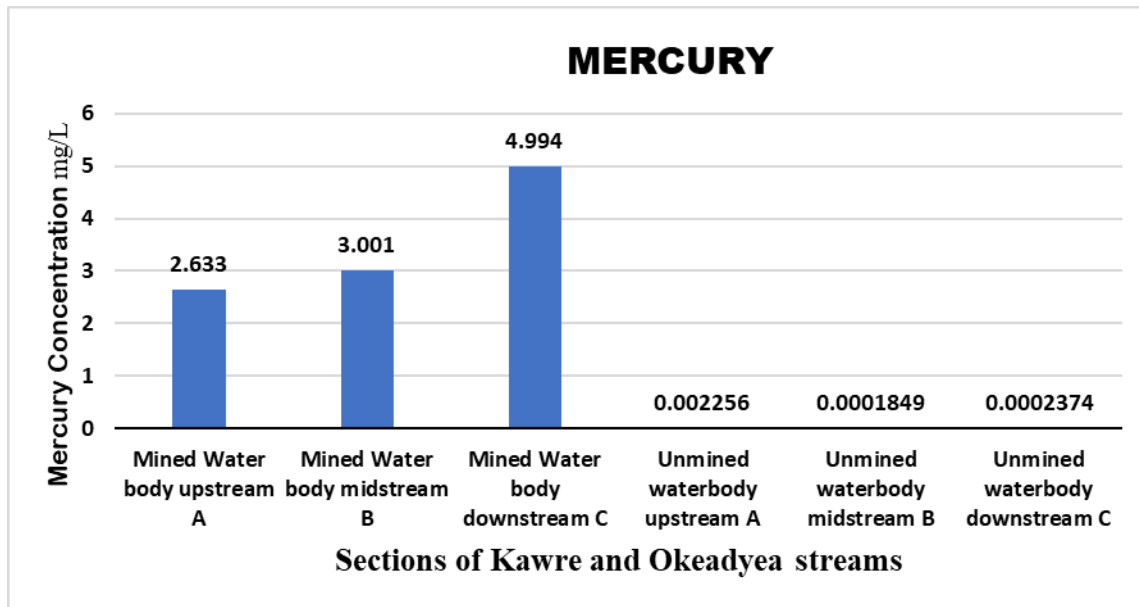 MERCURY
Mercury Concentration mg/L
6
5
4
3
2
1
0
2.633
3.001
4.994
0.002256
0.0001849
0.0002374
Mined Water
body upstream
A
Mined Water
body midstream
B
Mined Water
body
downstream C
Unmined
waterbody
upstream A
Unmined
waterbody
midstream B
Unmined
waterbody
downstream C
Sections of Kawre and Okeadyea streams